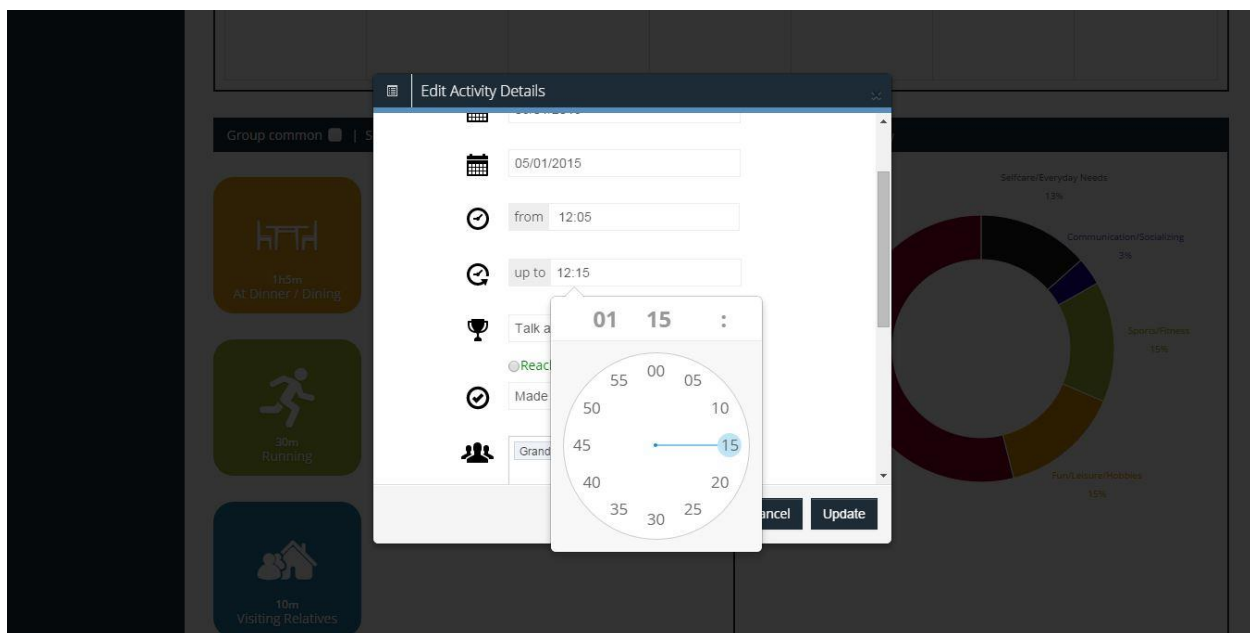 Edit Activity Details
Group common |
05/01/2015
from 12:05
up to 12:15
01 15 :
Talk a
Reac
Made
Grand
00
05
10
15
20
25
30
35
40
45
50
55
Cancel Update
1h5m
At Dinner / Dining
30m
Running
10m
Visiting Relatives
Selfcare/Everyday Needs
13%
Communication/Socializing
3%
Sports/Fitness
15%
Fun/Leisure/Hobbies
15%